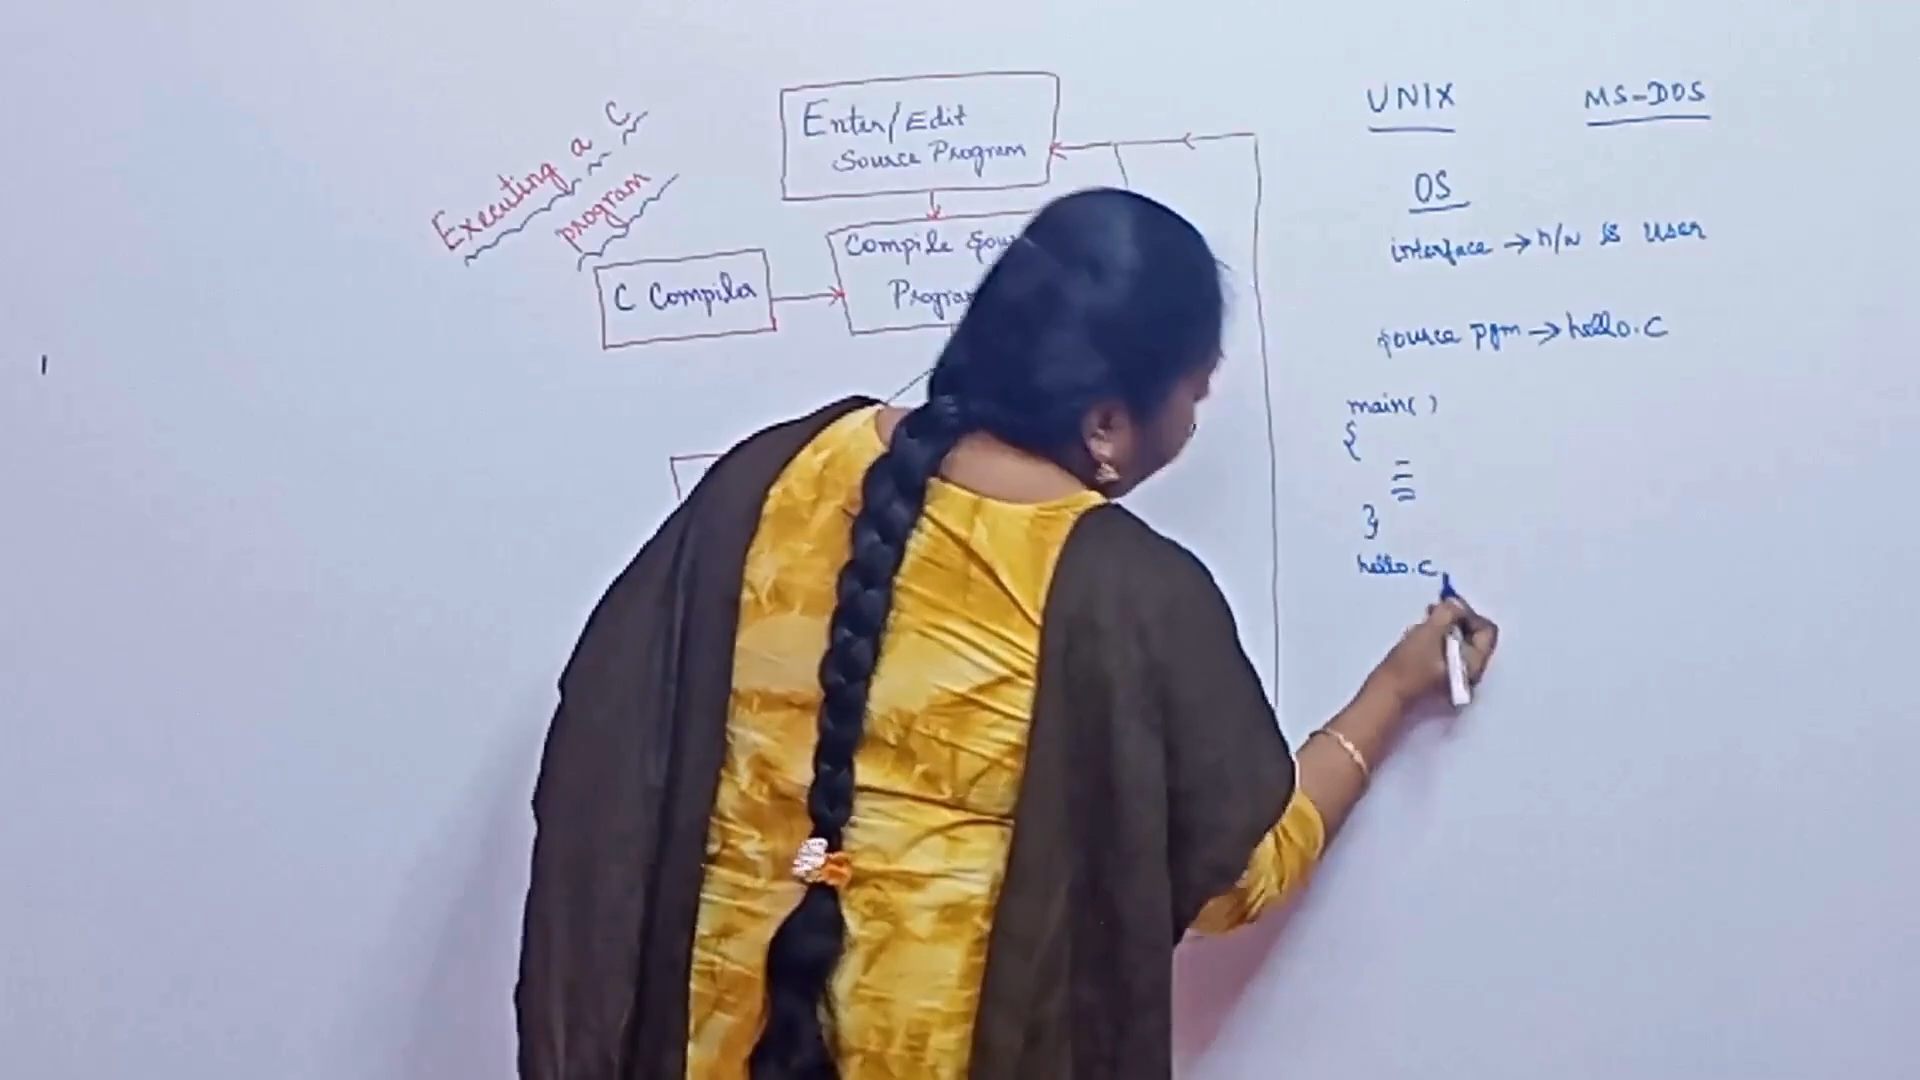 Executing a C
program
Enter/Edit
Source Program
Compile Sour
Program
C Compiler
UNIX MS-DOS
OS
interface → h/w & user
source pgm → hello.c
main( )
{
}
hello.c